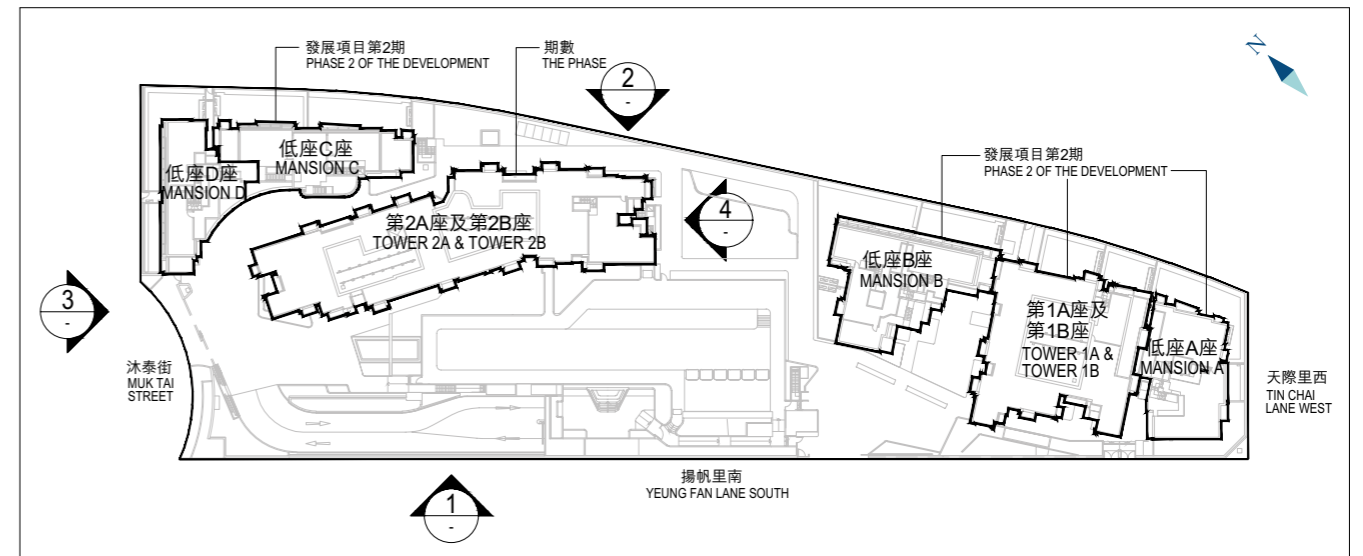 發展項目第2期
PHASE 2 OF THE DEVELOPMENT
期數
THE PHASE
N
2
-
低座C座
MANSION C
低座D座
MANSION D
發展項目第2期
PHASE 2 OF THE DEVELOPMENT
第2A座及第2B座
TOWER 2A & TOWER 2B
4
-
低座B座
MANSION B
3
-
第1A座及
第1B座
TOWER 1A &
TOWER 1B
低座A座
MANSION A
沐泰街
MUK TAI
STREET
天際里西
TIN CHAI
LANE WEST
揚帆里南
YEUNG FAN LANE SOUTH
1
-